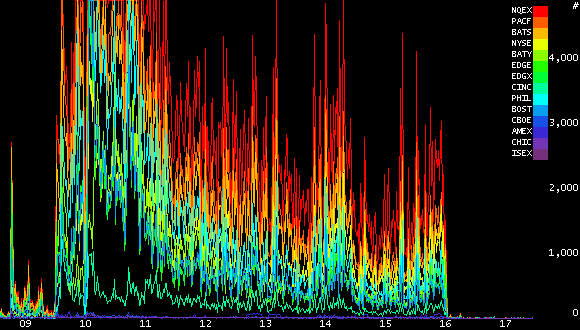 #
NQEX
PACF
BATS
NYSE
BATY
EDGE
EDGX
CINC
PHIL
BOST
CBOE
AMEX
CHIC
ISEX
4,000
3,000
2,000
1,000
0
09 10 11 12 13 14 15 16 17